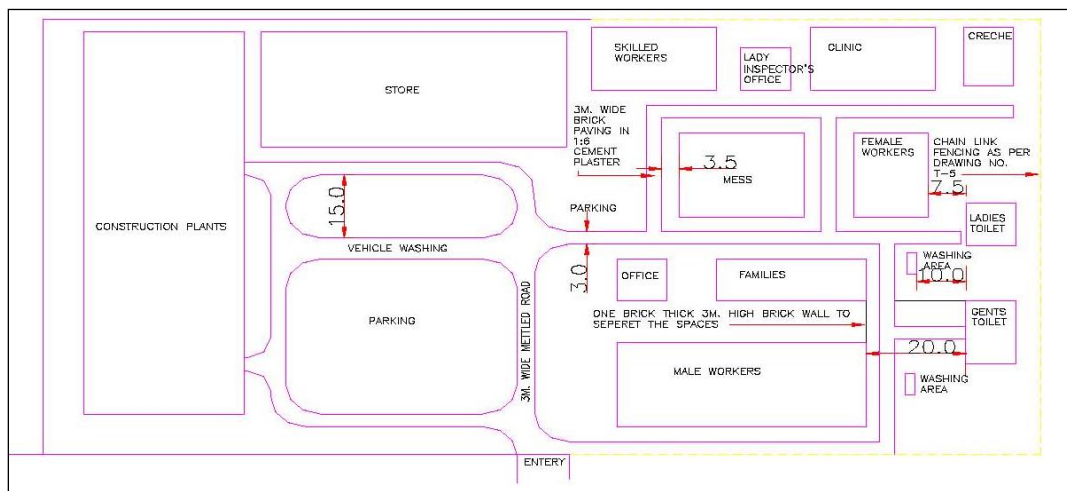 SKILLED
WORKERS
LADY
INSPECTOR'S
OFFICE
CLINIC
CRECHE
STORE
3M. WIDE
BRICK
PAVING IN
1:6
CEMENT
PLASTER
3.5
MESS
FEMALE
WORKERS
CHAIN LINK
FENCING AS PER
DRAWING NO.
T-5
7.5
CONSTRUCTION PLANTS
15.0
VEHICLE WASHING
PARKING
3.0
LADIES
TOILET
WASHING
AREA
10.0
OFFICE
FAMILIES
PARKING
3M. WIDE METTLED ROAD
ONE BRICK THICK 3M. HIGH BRICK WALL TO
SEPERET THE SPACES
GENTS
TOILET
20.0
MALE WORKERS
WASHING
AREA
ENTERY